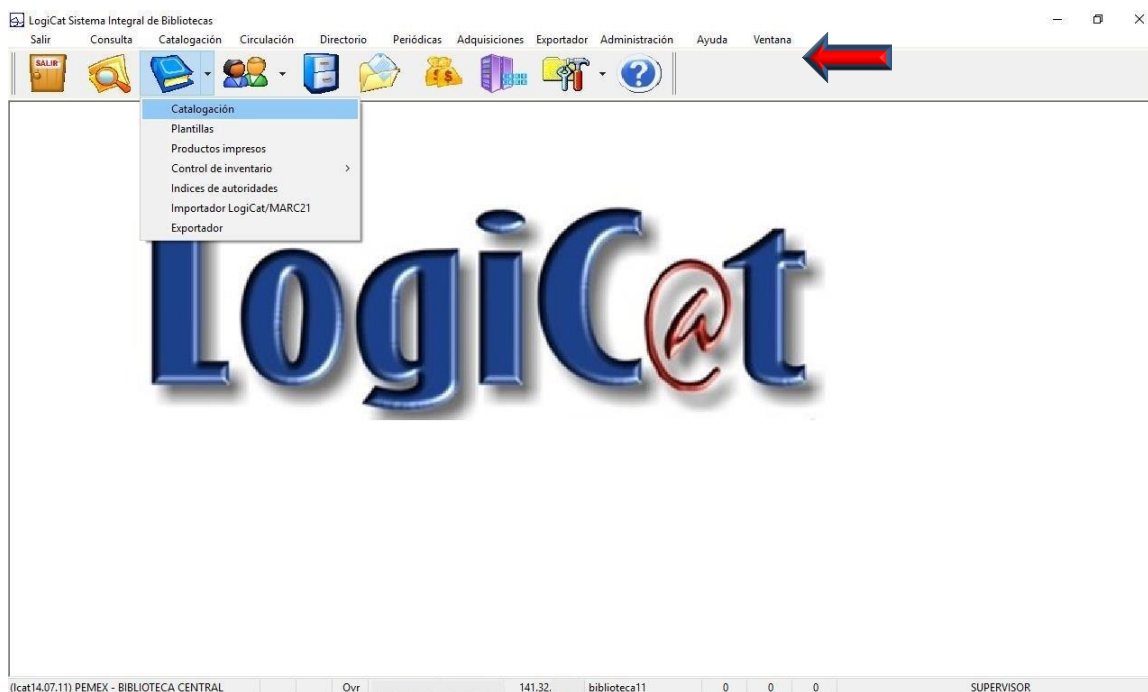 LogiCat Sistema Integral de Bibliotecas
Salir Consulta Catalogación Circulación Directorio Periódicas Adquisiciones Exportador Administración Ayuda Ventana
SALIR
Catalogación
Plantillas
Productos impresos
Control de inventario
Indices de autoridades
Importador LogiCat/MARC21
Exportador
LogiC@t
(lcat14.07.11) PEMEX - BIBLIOTECA CENTRAL Ovr 141.32. biblioteca11 0 0 0 SUPERVISOR